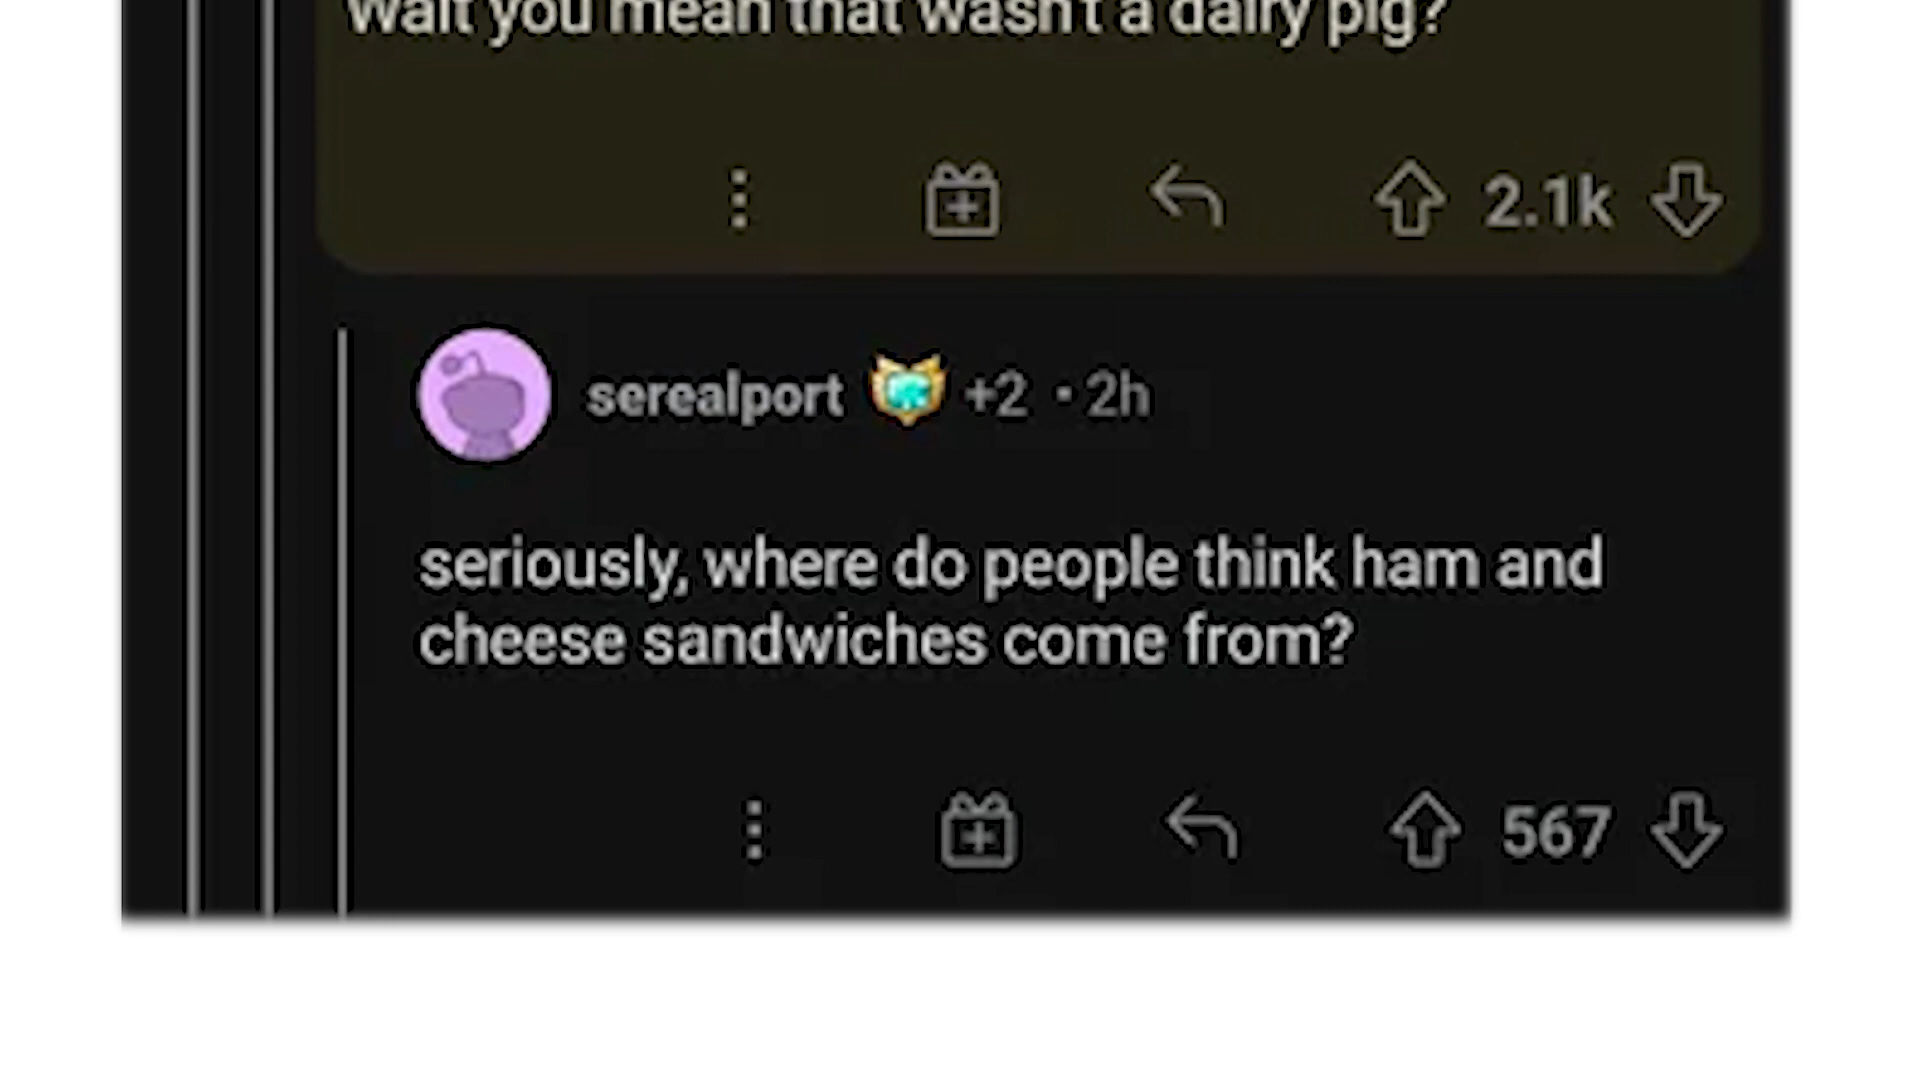 Wait you mean that wasn't a dairy pig?
2.1k
serealport +2 • 2h
seriously, where do people think ham and
cheese sandwiches come from?
567